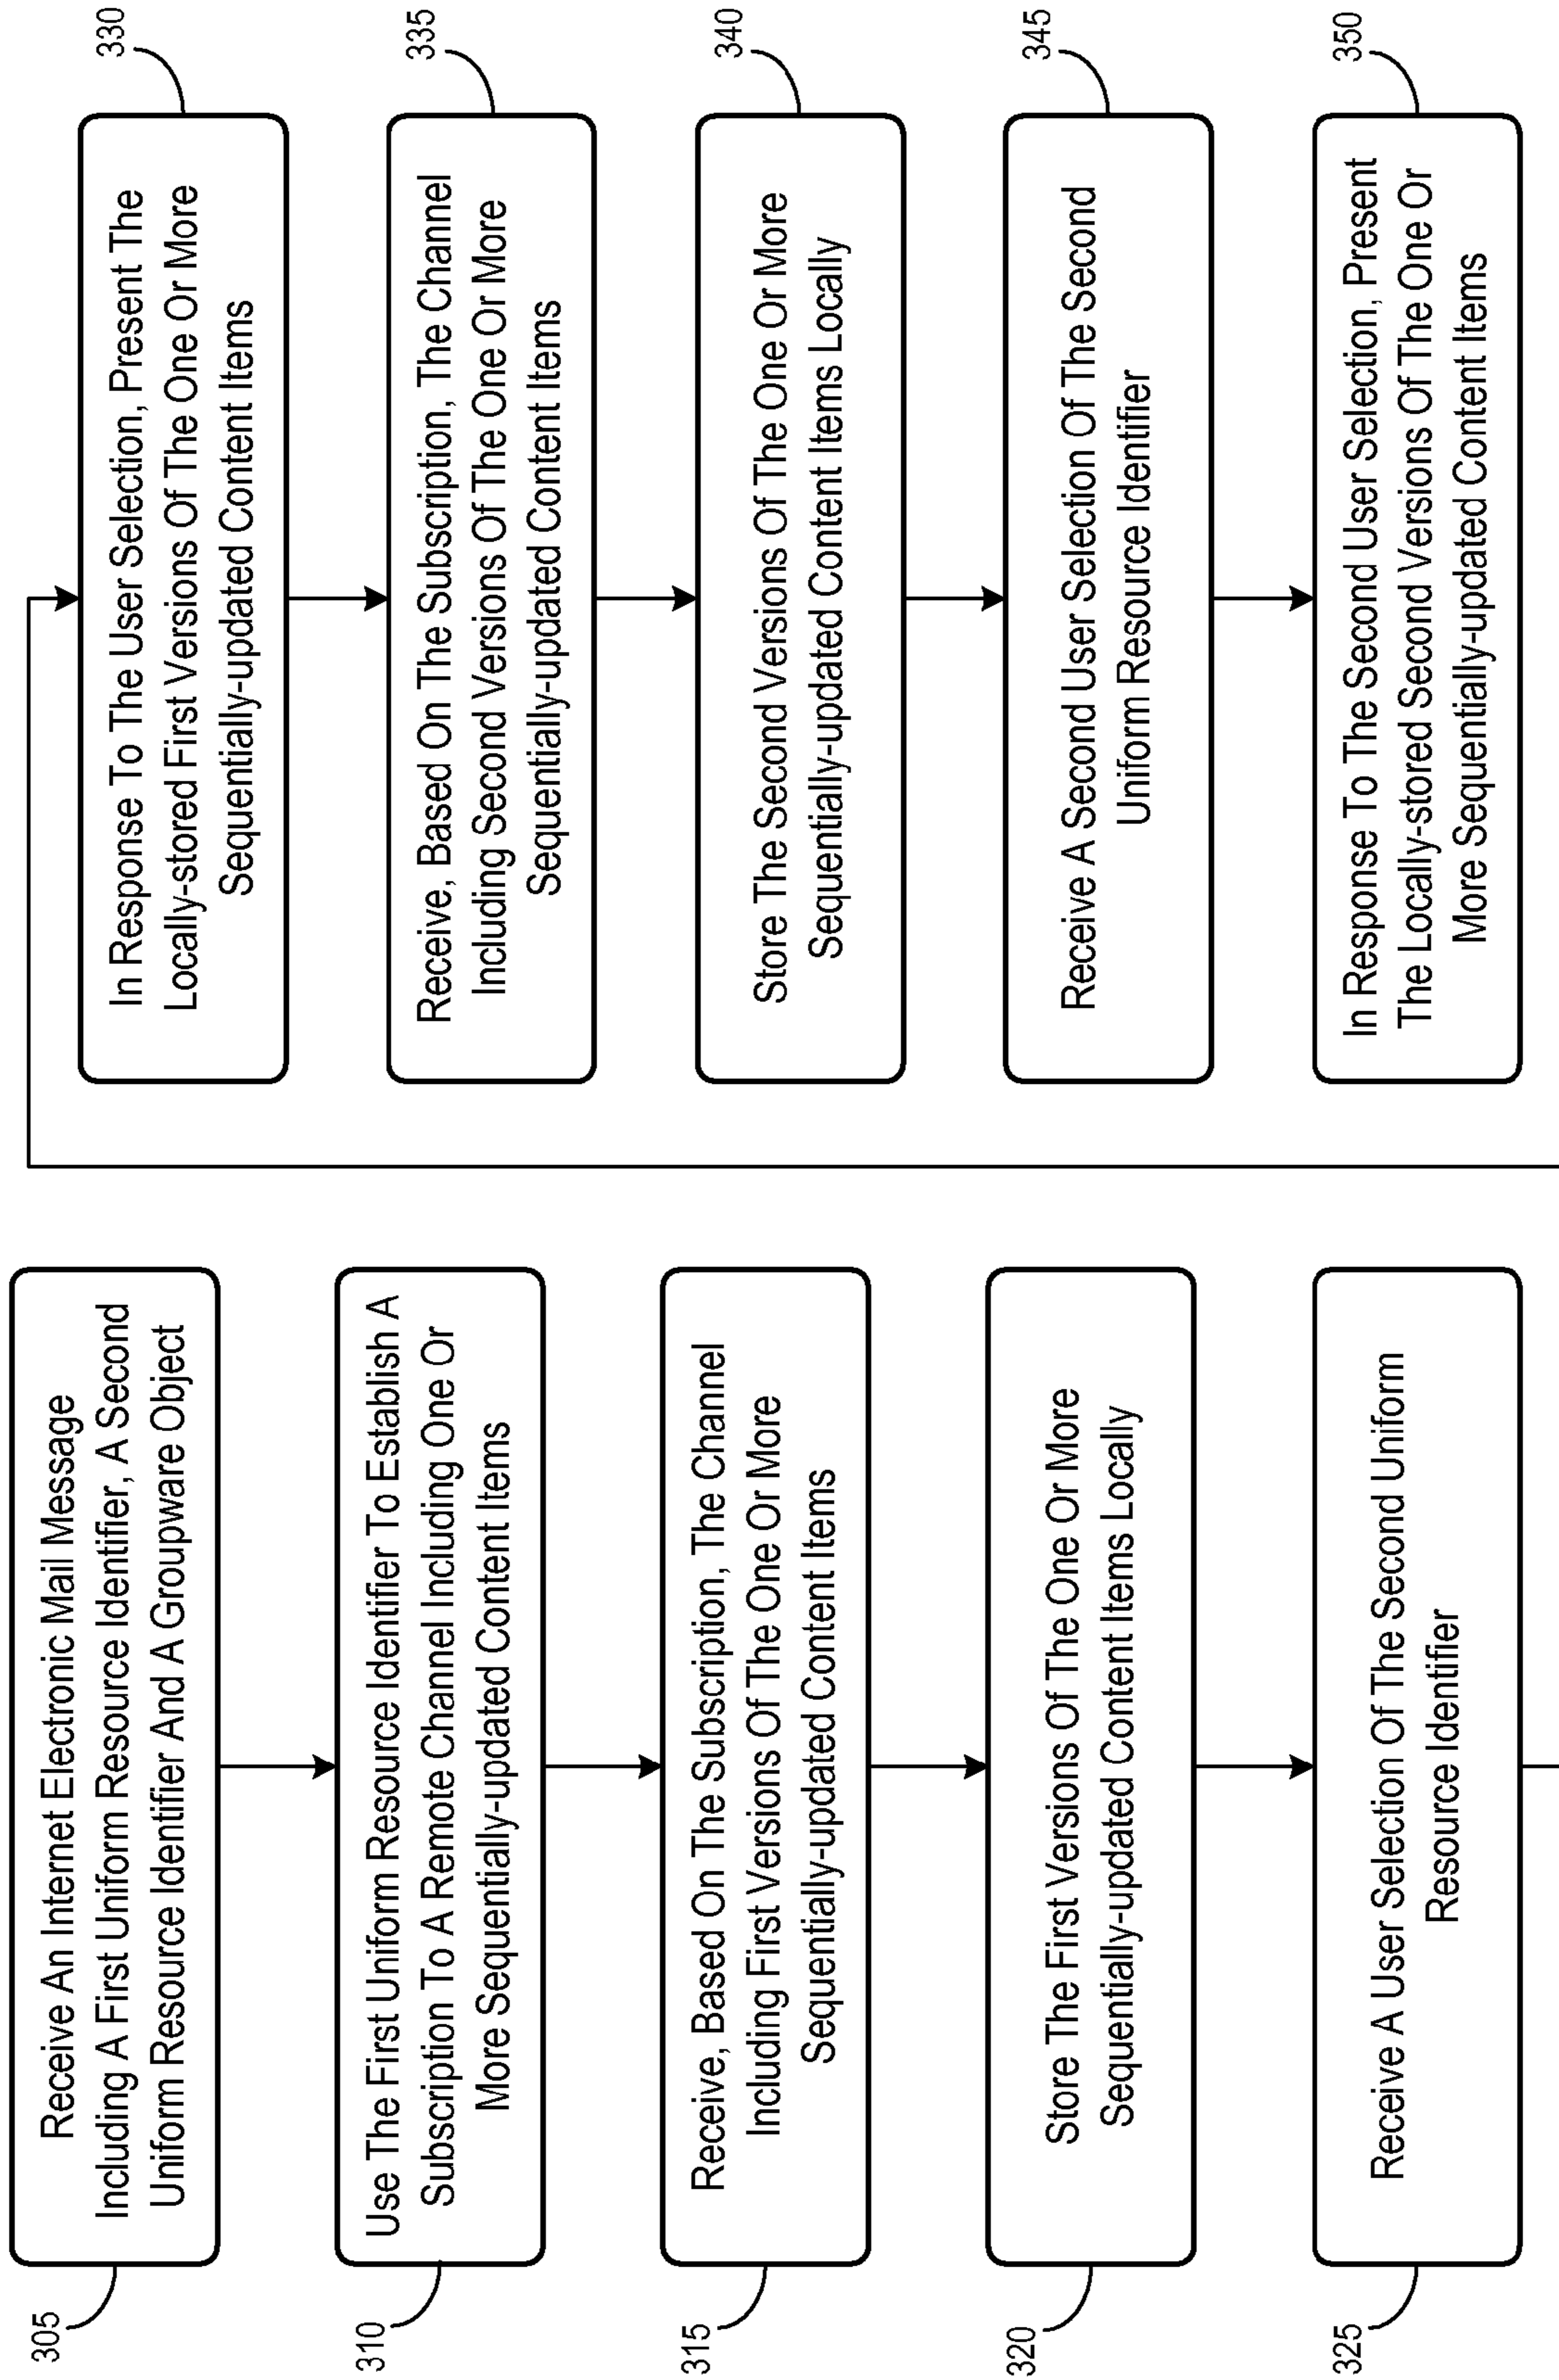 305
Receive An Internet Electronic Mail Message
Including A First Uniform Resource Identifier, A Second
Uniform Resource Identifier And A Groupware Object
310
Use The First Uniform Resource Identifier To Establish A
Subscription To A Remote Channel Including One Or
More Sequentially-updated Content Items
315
Receive, Based On The Subscription, The Channel
Including First Versions Of The One Or More
Sequentially-updated Content Items
320
Store The First Versions Of The One Or More
Sequentially-updated Content Items Locally
325
Receive A User Selection Of The Second Uniform
Resource Identifier
330
In Response To The User Selection, Present The
Locally-stored First Versions Of The One Or More
Sequentially-updated Content Items
335
Receive, Based On The Subscription, The Channel
Including Second Versions Of The One Or More
Sequentially-updated Content Items
340
Store The Second Versions Of The One Or More
Sequentially-updated Content Items Locally
345
Receive A Second User Selection Of The Second
Uniform Resource Identifier
350
In Response To The Second User Selection, Present
The Locally-stored Second Versions Of The One Or
More Sequentially-updated Content Items